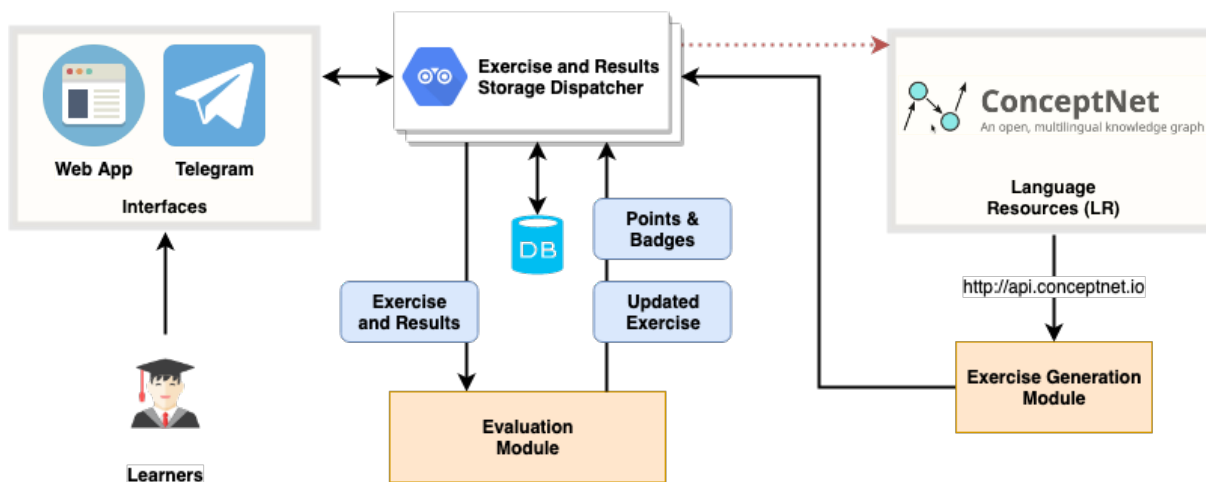 Web App
Telegram
Interfaces
Exercise and Results
Storage Dispatcher
ConceptNet
An open, multilingual knowledge graph
Language
Resources (LR)
DB
Points &
Badges
http://api.conceptnet.io
Exercise
and Results
Updated
Exercise
Exercise Generation
Module
Evaluation
Module
Learners